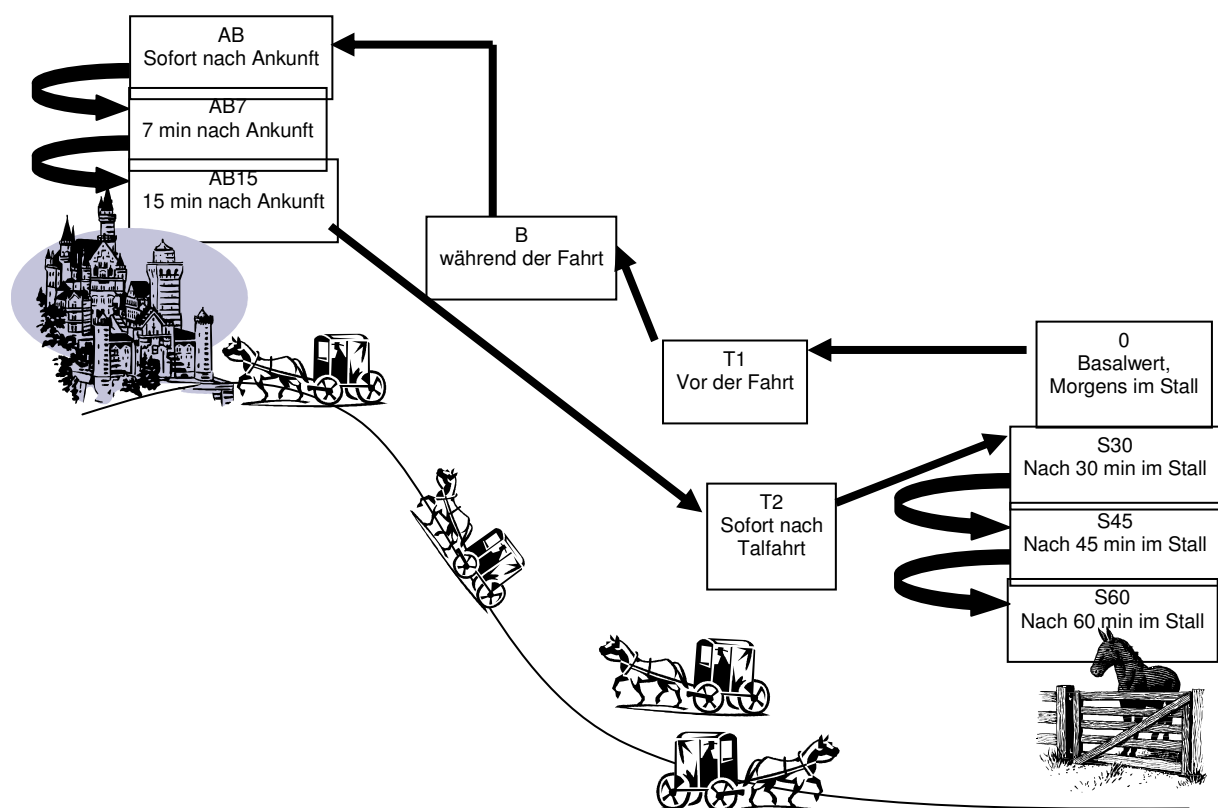 AB
Sofort nach Ankunft
AB7
7 min nach Ankunft
AB15
15 min nach Ankunft
B
während der Fahrt
T1
Vor der Fahrt
0
Basalwert,
Morgens im Stall
T2
Sofort nach
Talfahrt
S30
Nach 30 min im Stall
S45
Nach 45 min im Stall
S60
Nach 60 min im Stall